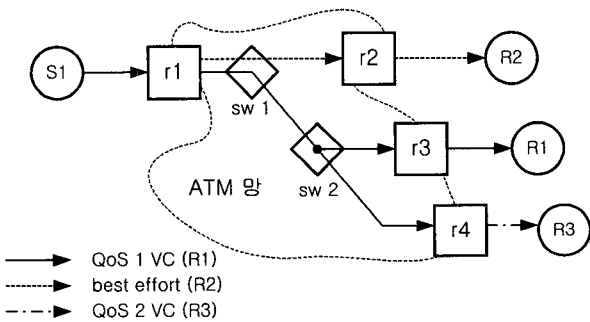 S1
r1
r2
R2
sw 1
r3
R1
sw 2
ATM 망
r4
R3
QoS 1 VC (R1)
best effort (R2)
QoS 2 VC (R3)